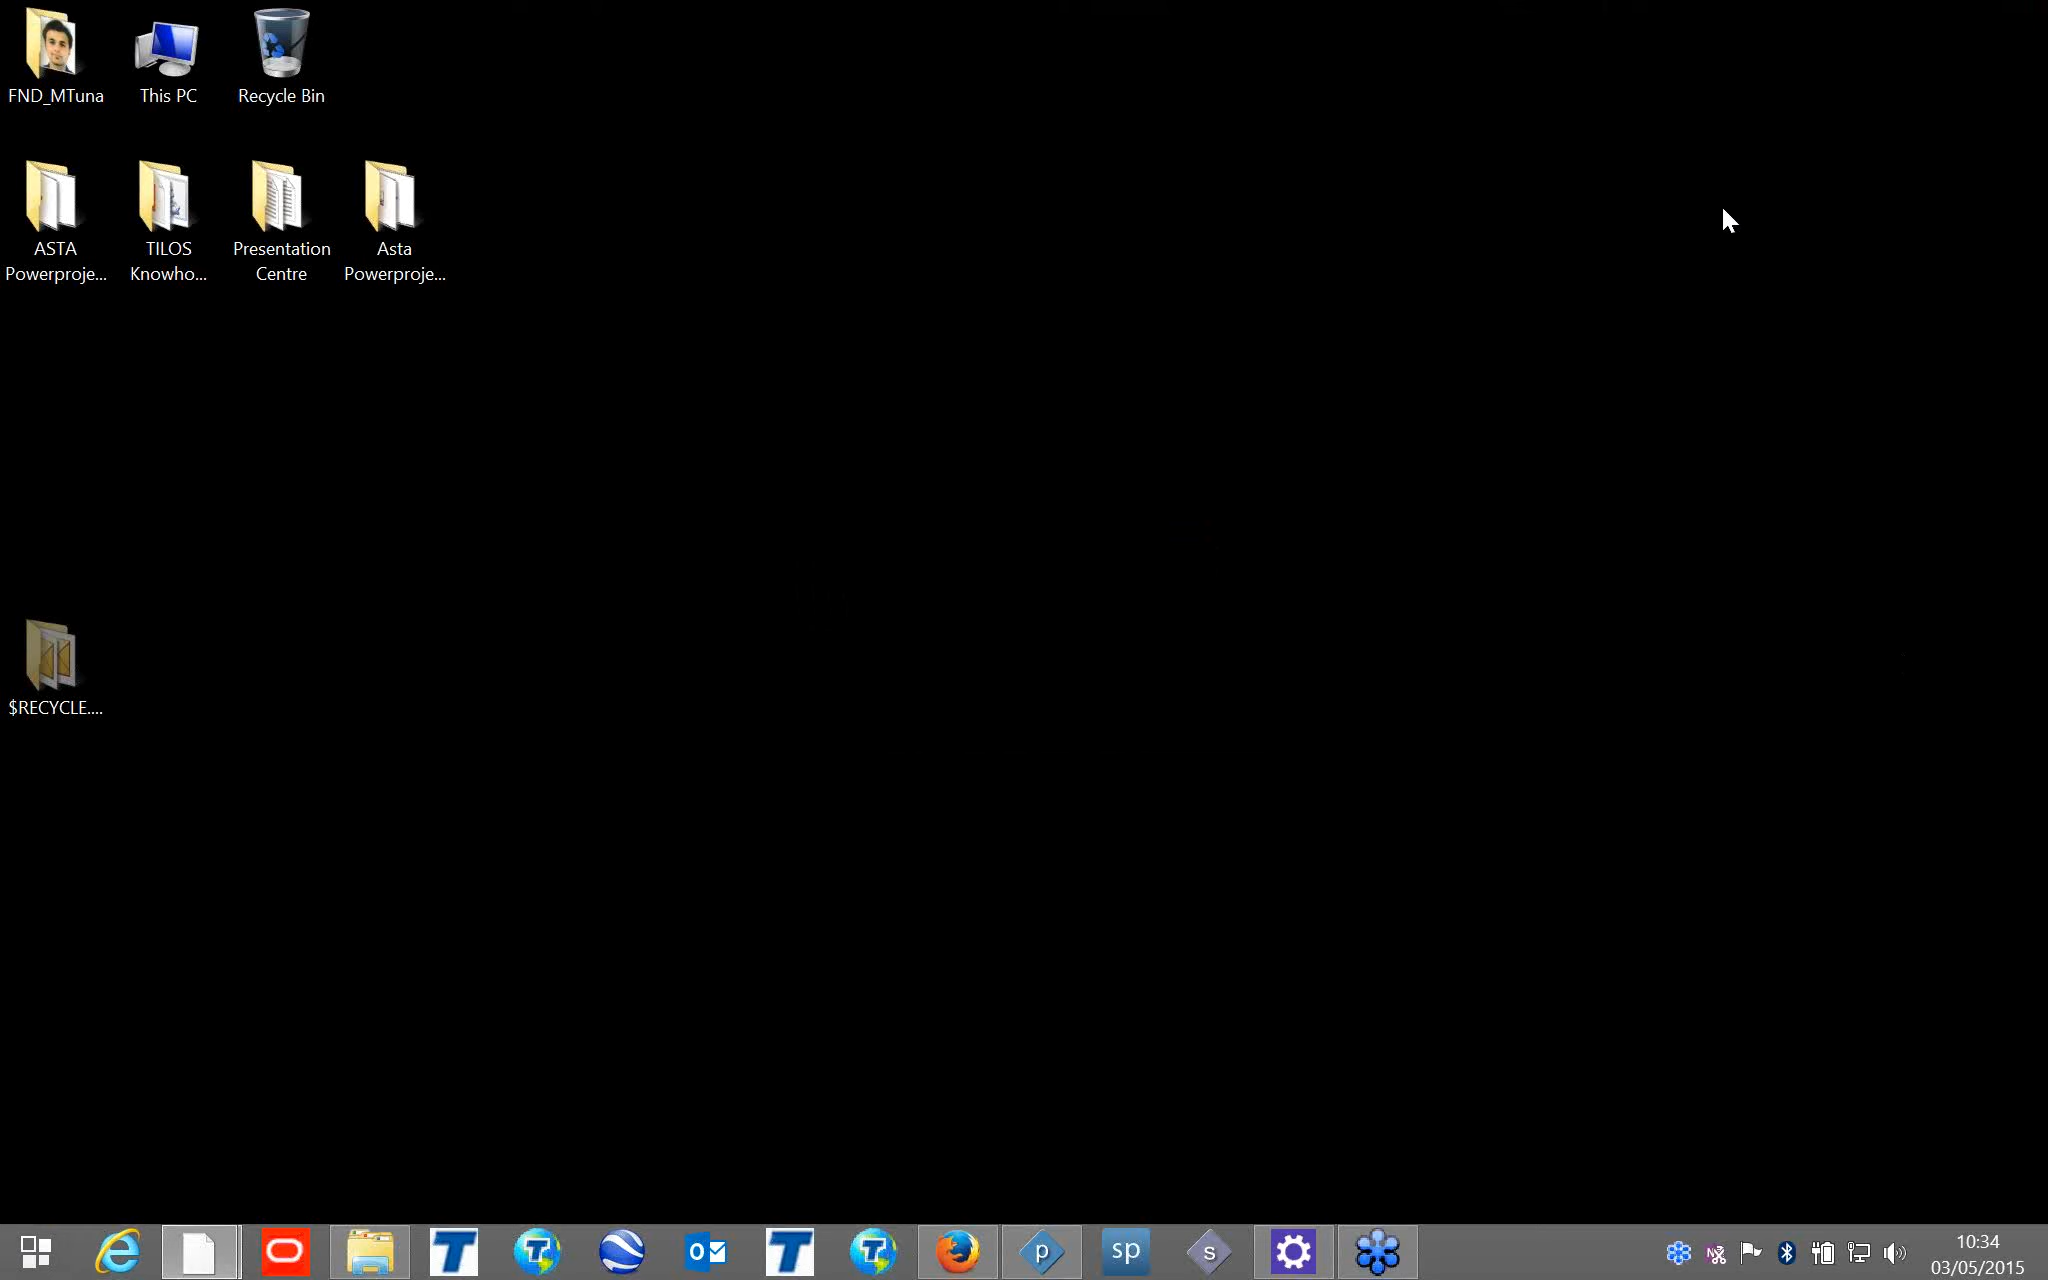 FND_MTuna
This PC
Recycle Bin
ASTA
Powerproje...
TILOS
Knowho...
Presentation
Centre
Asta
Powerproje...
$RECYCLE....
T
T
o
T
T
p
sp
s
N
10:34
03/05/2015